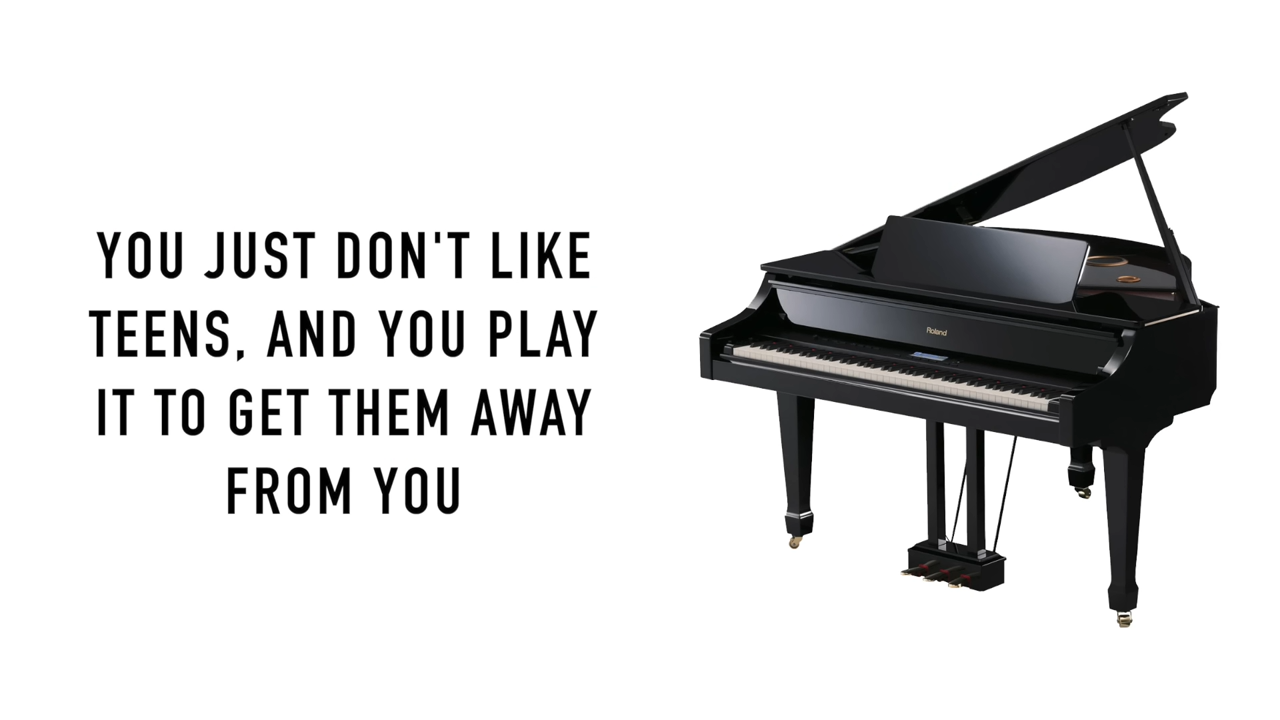 YOU JUST DON'T LIKE
TEENS, AND YOU PLAY
IT TO GET THEM AWAY
FROM YOU
Roland